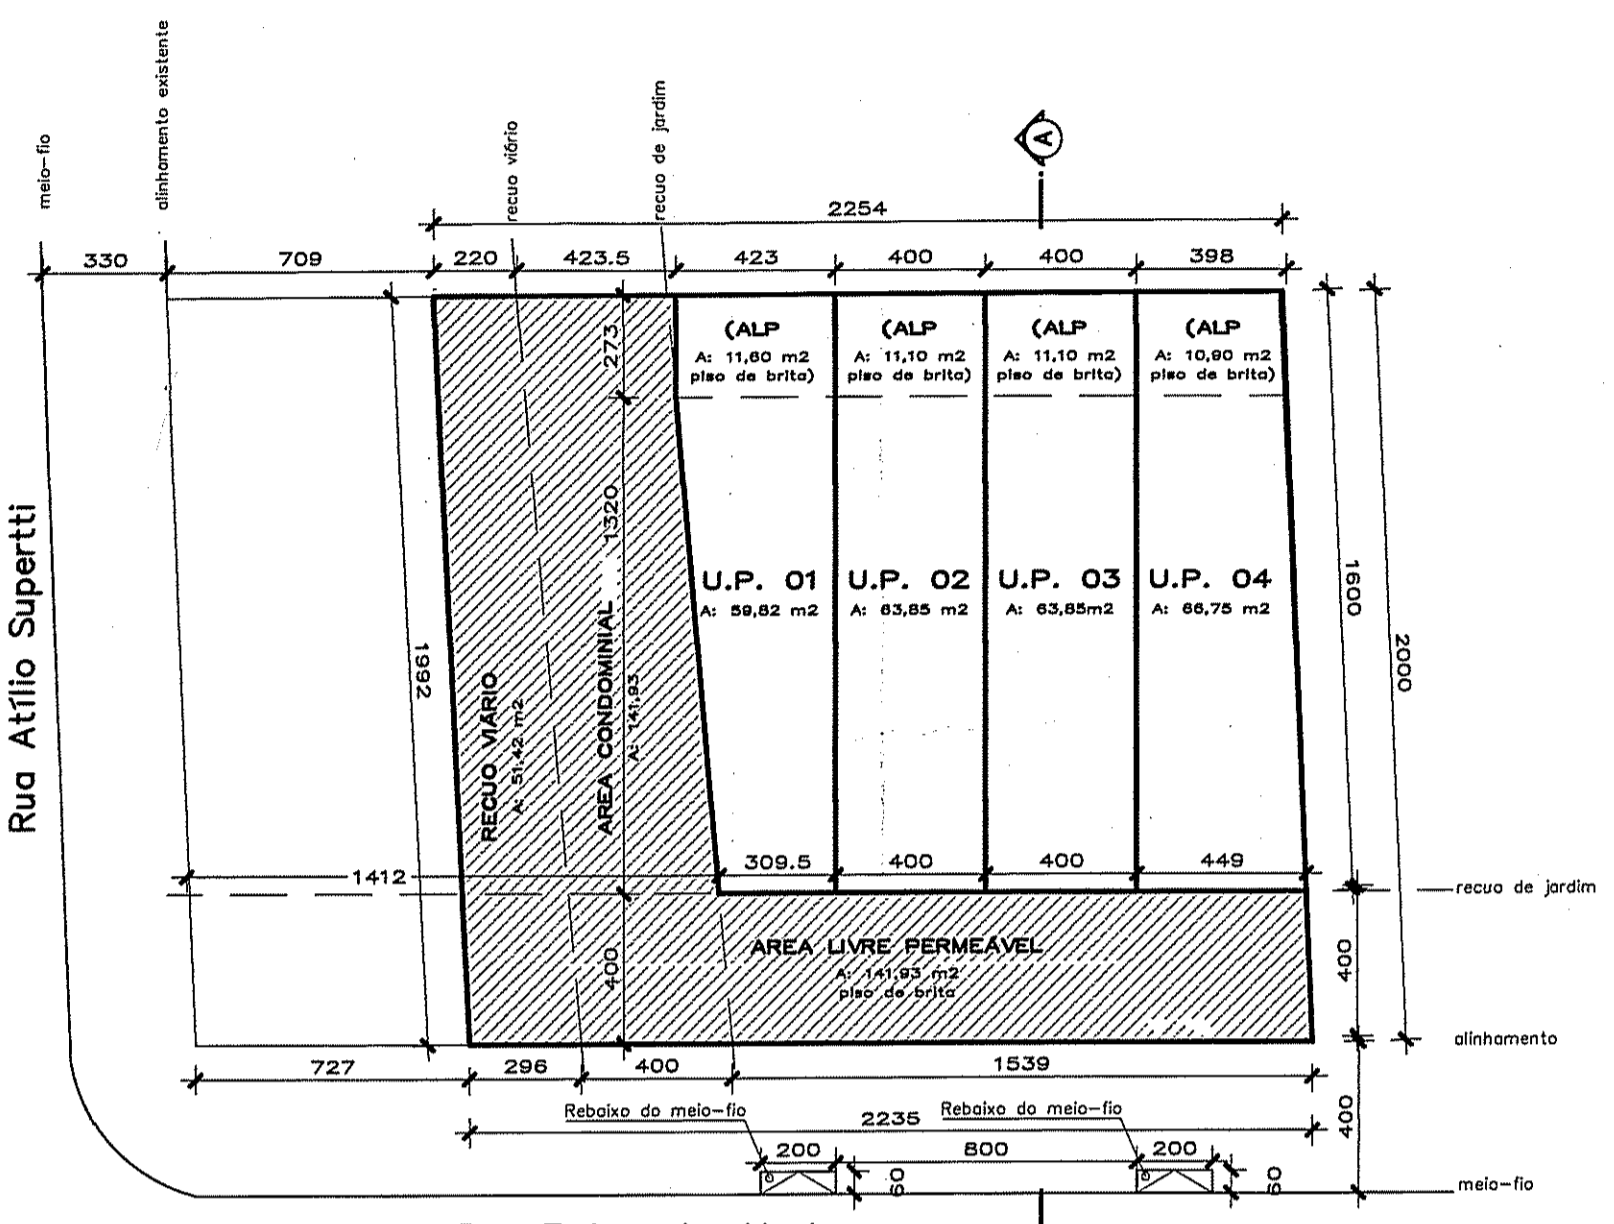 meio-fio
alinhamento existente
recuo viário
recuo de jardim
A
2254
330
709
220
423.5
423
400
400
398
(ALP
A: 11,60 m2
piso de brita)
(ALP
A: 11,10 m2
piso de brita)
(ALP
A: 11,10 m2
piso de brita)
(ALP
A: 10,90 m2
piso de brita)
273
1320
Rua Atílio Supertti
1992
RECUO VIÁRIO
A: 51,42 m2
AREA CONDOMINIAL
A: 141,93
U.P. 01
A: 59,82 m2
U.P. 02
A: 63,85 m2
U.P. 03
A: 63,85m2
U.P. 04
A: 66,75 m2
1600
2000
1412
309.5
400
400
449
recuo de jardim
AREA LIVRE PERMEÁVEL
A: 141,93 m2
piso de brita
400
400
alinhamento
727
296
400
1539
Rebaixo do meio-fio
Rebaixo do meio-fio
2235
400
200
800
200
60
60
meio-fio